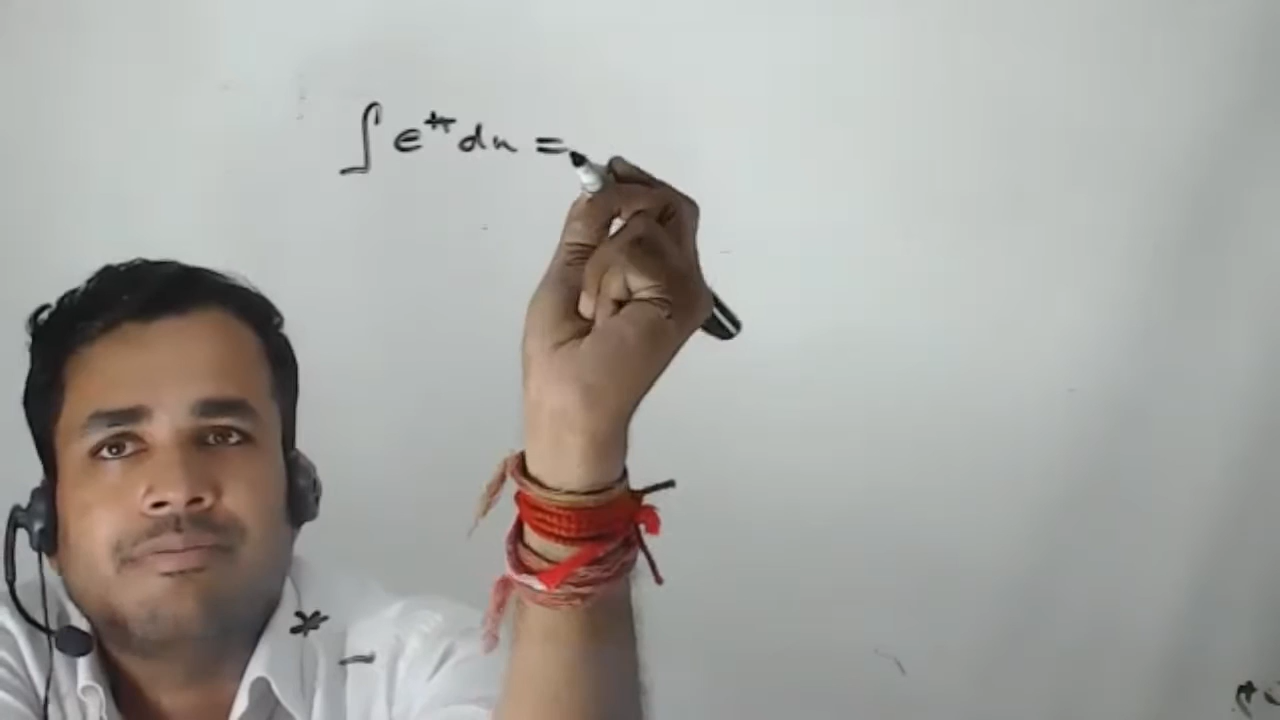 ∫ e^π dx =